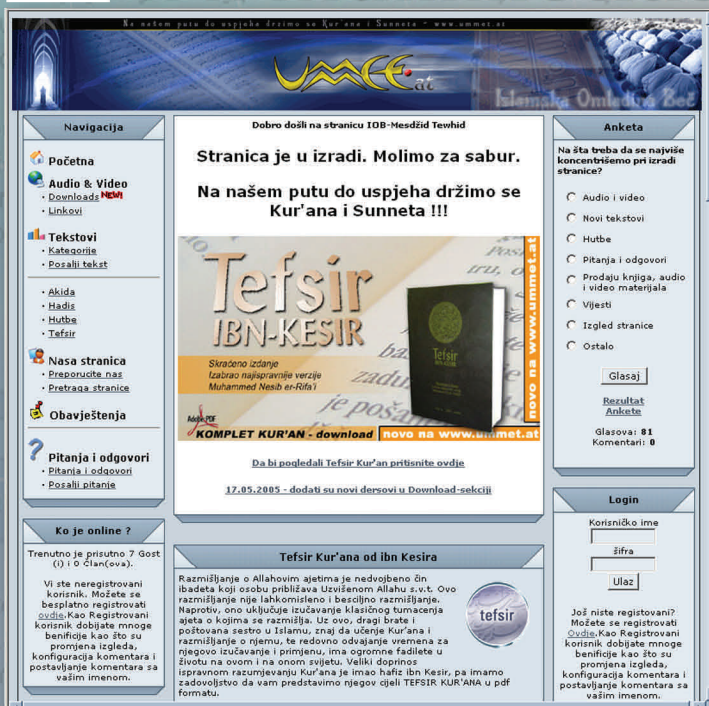 Na našem putu do uspjeha držimo se Kur'ana i Sunneta - www.ummet.at
UMMET.at
Islamska Omladina Beč
Navigacija
Početna
Audio & Video
• Downloads NEW!
• Linkovi
Tekstovi
• Kategorije
• Posalji tekst
• Akida
• Hadis
• Hutbe
• Tefsir
Nasa stranica
• Preporucite nas
• Pretraga stranice
Obavještenja
Pitanja i odgovori
• Pitanja i odgovori
• Posalji pitanje
Ko je online ?
Trenutno je prisutno 7 Gost
(i) i 0 Član(ova).
Vi ste neregistrovani
korisnik. Možete se
besplatno registrovati
ovdje.Kao Registrovani
korisnik dobijate mnoge
benificije kao što su
promjena izgleda,
konfiguracija komentara i
postavljanje komentara sa
vašim imenom.
Dobro došli na stranicu IOB-Mesdžid Tewhid
Stranica je u izradi. Molimo za sabur.
Na našem putu do uspjeha držimo se
Kur'ana i Sunneta !!!
Tefsir
IBN-KESIR
Skraćeno izdanje
Izabrao najispravnije verzije
Muhammed Nesib er-Rifa'i
Tefsir
novo na www.ummet.at
Adobe PDF
KOMPLET KUR'AN - download
novo na www.ummet.at
Da bi pogledali Tefsir Kur'an pritisnite ovdje
17.05.2005 - dodati su novi dersovi u Download-sekciji
Tefsir Kur'ana od ibn Kesira
Razmišljanje o Allahovim ajetima je nedvojbeno čin
ibadeta koji osobu približava Uzvišenom Allahu s.v.t. Ovo
razmišljanje nije lahkomisleno i besciljno razmišljanje.
Naprotiv, ono uključuje izučavanje klasičnog tumacenja
ajeta o kojima se razmišlja. Uz ovo, dragi brate i
poštovana sestro u Islamu, znaj da učenje Kur'ana i
razmišljanje o njemu, te redovno odvajanje vremena za
njegovo izučavanje i primjenu, ima ogromne fadilete u
životu na ovom i na onom svijetu. Veliki doprinos
ispravnom razumjevanju Kur'ana je imao hafiz ibn Kesir, pa imamo
zadovoljstvo da vam predstavimo njegov cijeli TEFSIR KUR'ANA u pdf
formatu.
tefsir
Anketa
Na šta treba da se najviše
koncentrišemo pri izradi
stranice?
Audio i video
Novi tekstovi
Hutbe
Pitanja i odgovori
Prodaju knjiga, audio
i video materijala
Vijesti
Izgled stranice
Ostalo
Glasaj
Rezultat
Ankete
Glasova: 81
Komentari: 0
Login
Korisničko ime
šifra
Ulaz
Još niste registovani?
Možete se registrovati
Ovdje.Kao Registrovani
korisnik dobijate mnoge
benificije kao što su
promjena izgleda,
konfiguracija komentara i
postavljanje komentara sa
vašim imenom.